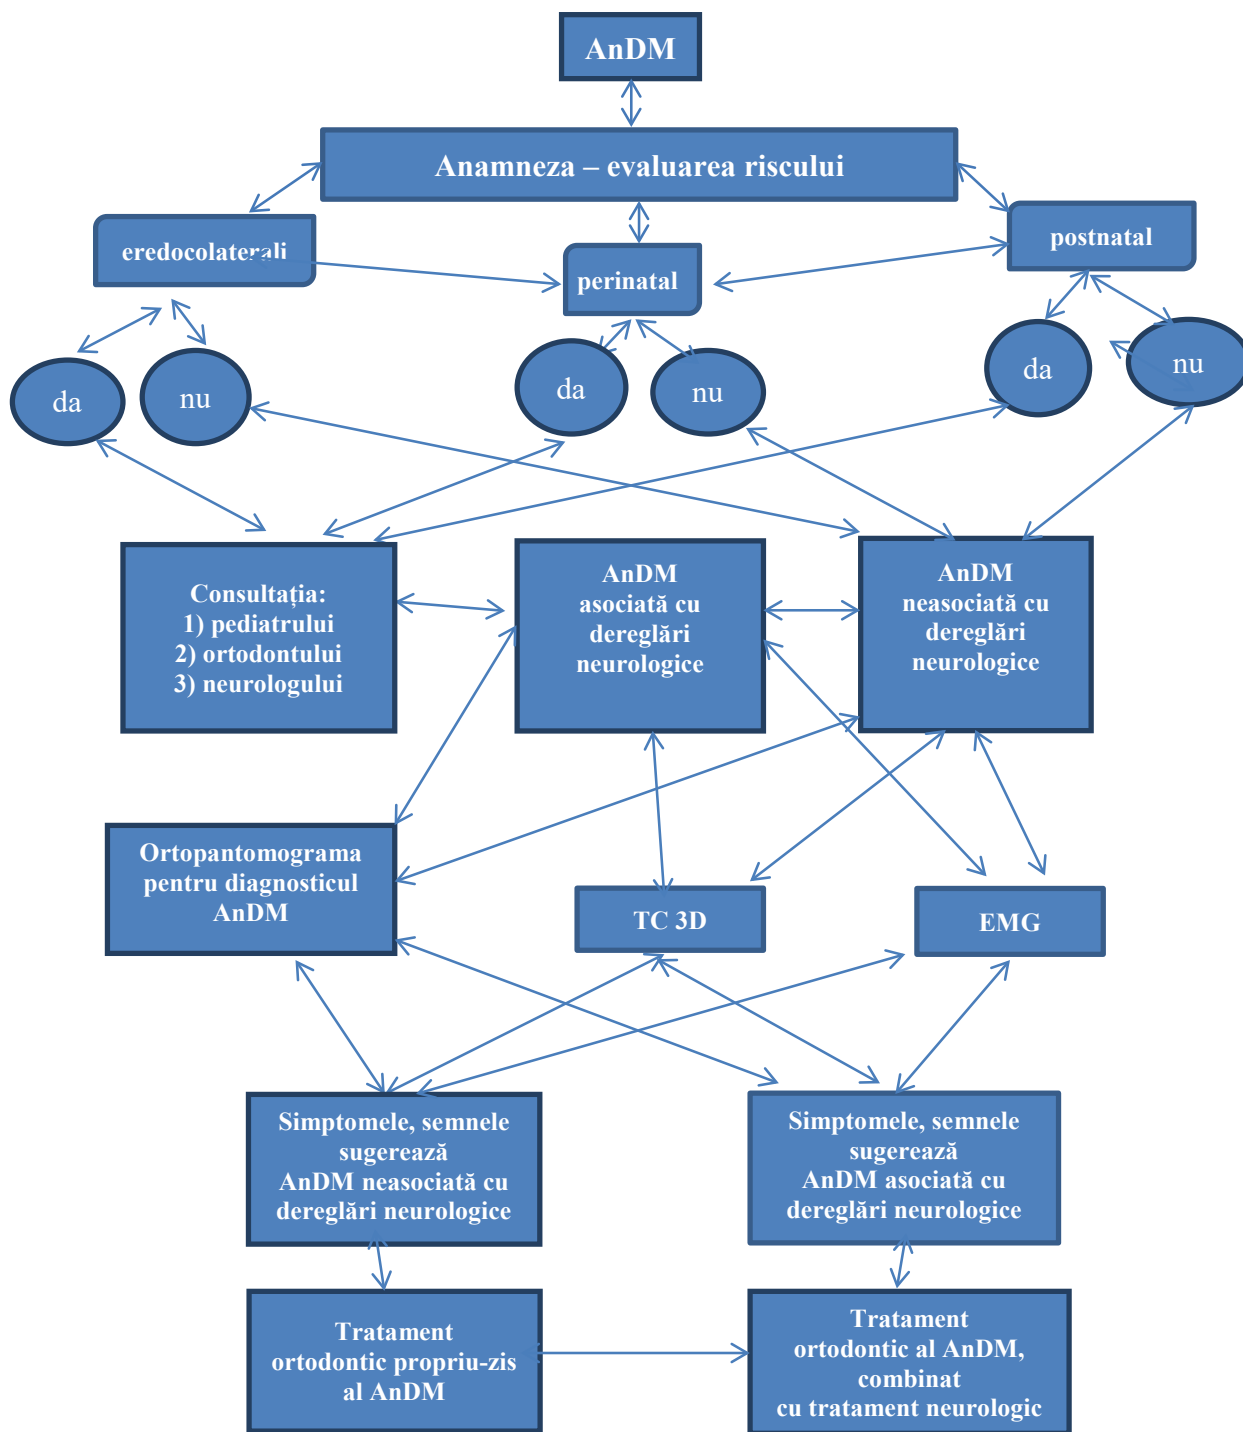 AnDM
Anamneza – evaluarea riscului
eredocolaterali
perinatal
postnatal
da
nu
da
nu
da
nu
Consultația:
1) pediatrului
2) ortodontului
3) neurologului
AnDM
asociată cu
dereglări
neurologice
AnDM
neasociată cu
dereglări
neurologice
Ortopantomograma
pentru diagnosticul
AnDM
TC 3D
EMG
Simptomele, semnele
sugerează
AnDM neasociată cu
dereglări neurologice
Simptomele, semnele
sugerează
AnDM asociată cu
dereglări neurologice
Tratament
ortodontic propriu-zis
al AnDM
Tratament
ortodontic al AnDM,
combinat
cu tratament neurologic